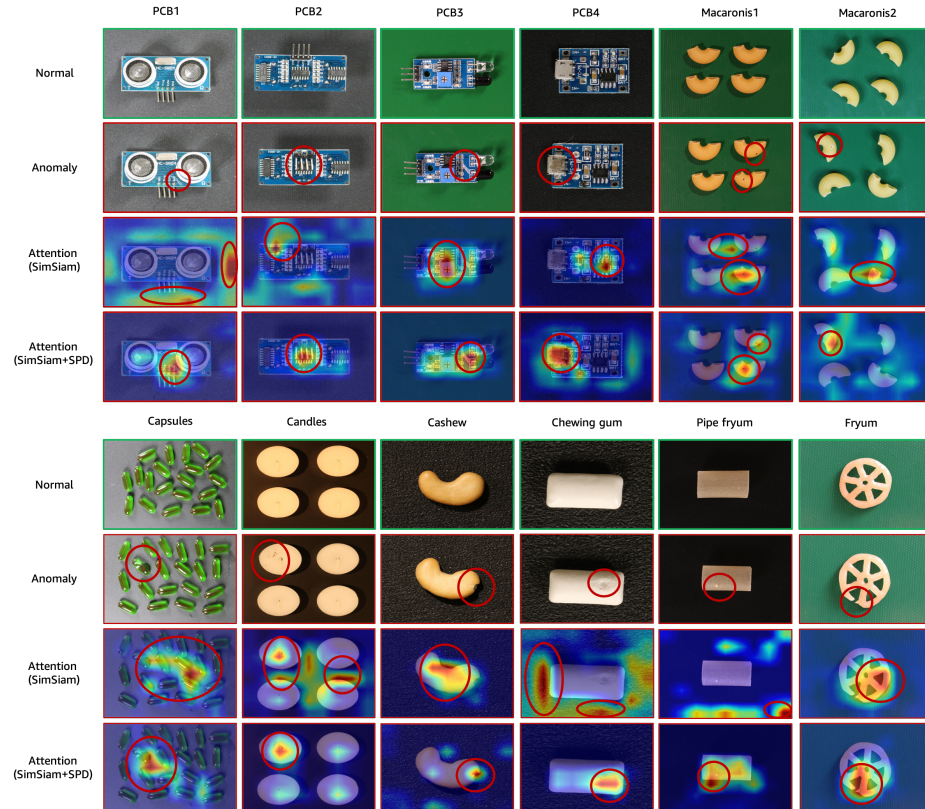 PCB1 PCB2 PCB3 PCB4 Macaronis1 Macaronis2
Normal
Anomaly
Attention
(SimSiam)
Attention
(SimSiam+SPD)
Capsules Candles Cashew Chewing gum Pipe fryum Fryum
Normal
Anomaly
Attention
(SimSiam)
Attention
(SimSiam+SPD)